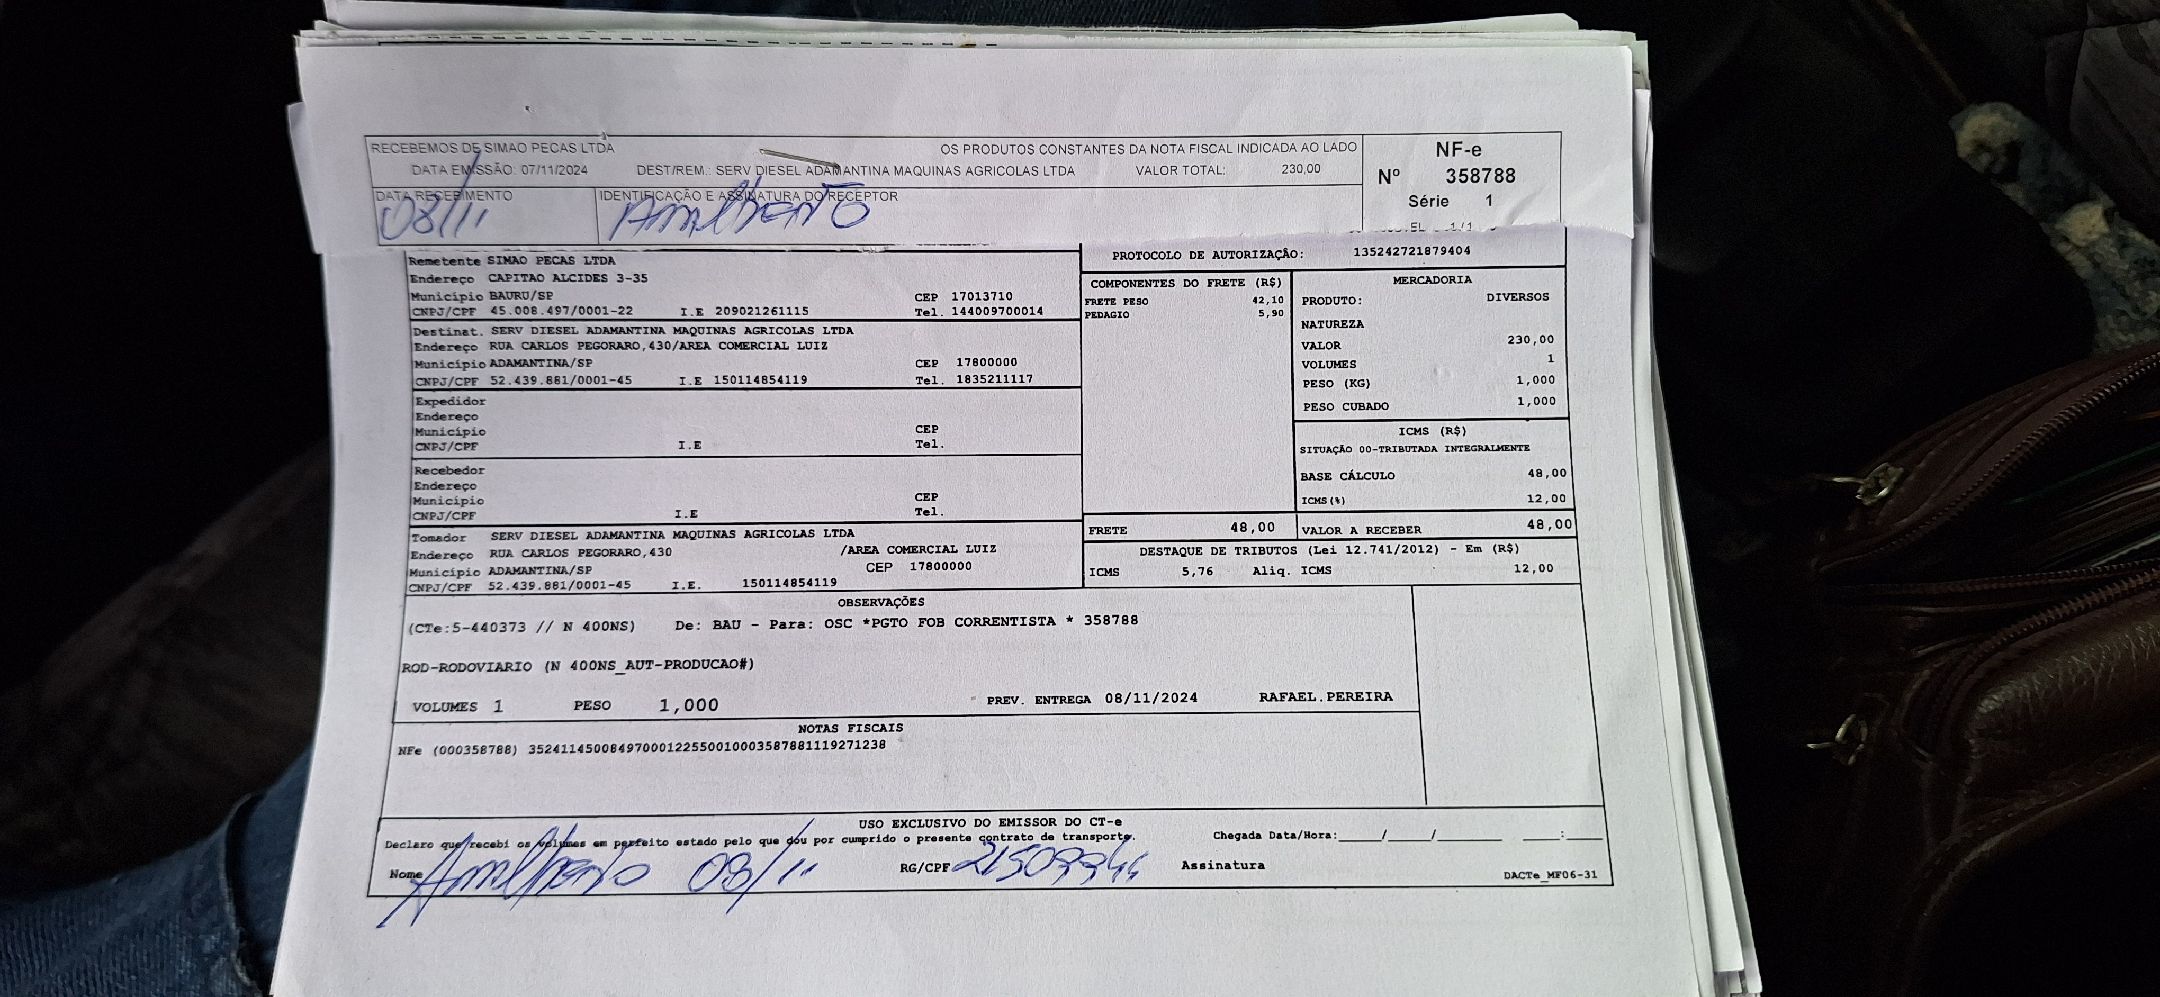 RECEBEMOS DE SIMAO PECAS LTDA OS PRODUTOS CONSTANTES DA NOTA FISCAL INDICADA AO LADO
DATA EMISSÃO: 07/11/2024 DEST/REM.: SERV DIESEL ADAMANTINA MAQUINAS AGRICOLAS LTDA VALOR TOTAL: 230,00
DATA RECEBIMENTO IDENTIFICAÇÃO E ASSINATURA DO RECEPTOR
08/11
NF-e
Nº 358788
Série 1
PROTOCOLO DE AUTORIZAÇÃO: 135242721879404
Remetente SIMAO PECAS LTDA
Endereço CAPITAO ALCIDES 3-35
Município BAURU/SP CEP 17013710
CNPJ/CPF 45.008.497/0001-22 I.E 209021261115 Tel. 144009700014
Destinat. SERV DIESEL ADAMANTINA MAQUINAS AGRICOLAS LTDA
Endereço RUA CARLOS PEGORARO,430/AREA COMERCIAL LUIZ
Município ADAMANTINA/SP CEP 17800000
CNPJ/CPF 52.439.881/0001-45 I.E 150114854119 Tel. 1835211117
Expedidor
Endereço
Município CEP
CNPJ/CPF I.E Tel.
Recebedor
Endereço
Município CEP
CNPJ/CPF I.E Tel.
Tomador SERV DIESEL ADAMANTINA MAQUINAS AGRICOLAS LTDA
Endereço RUA CARLOS PEGORARO,430 /AREA COMERCIAL LUIZ
Município ADAMANTINA/SP CEP 17800000
CNPJ/CPF 52.439.881/0001-45 I.E. 150114854119
COMPONENTES DO FRETE (R$)
FRETE PESO 42,10
PEDAGIO 5,90
MERCADORIA
PRODUTO: DIVERSOS
NATUREZA
VALOR 230,00
VOLUMES 1
PESO (KG) 1,000
PESO CUBADO 1,000
ICMS (R$)
SITUAÇÃO 00-TRIBUTADA INTEGRALMENTE
BASE CÁLCULO 48,00
ICMS(%) 12,00
FRETE 48,00 VALOR A RECEBER 48,00
DESTAQUE DE TRIBUTOS (Lei 12.741/2012) - Em (R$)
ICMS 5,76 Aliq. ICMS 12,00
OBSERVAÇÕES
(CTe:5-440373 // N 400NS) De: BAU - Para: OSC *PGTO FOB CORRENTISTA * 358788
ROD-RODOVIARIO (N 400NS_AUT-PRODUCAO#)
VOLUMES 1 PESO 1,000 PREV. ENTREGA 08/11/2024 RAFAEL.PEREIRA
NOTAS FISCAIS
NFe (000358788) 35241145008497000122550010003587881119271238
USO EXCLUSIVO DO EMISSOR DO CT-e
Declaro que recebi os volumes em perfeito estado pelo que dou por cumprido o presente contrato de transporte. Chegada Data/Hora:____/____/________ ____:____
Nome 08/11 RG/CPF Assinatura
DACTe_MF06-31